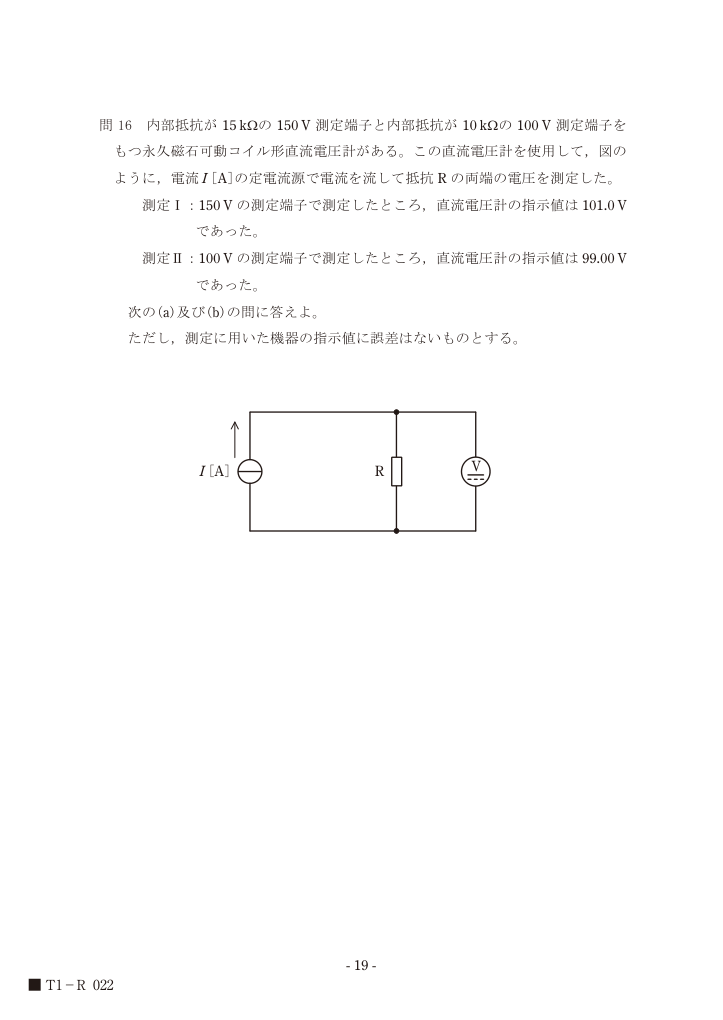 問 16 内部抵抗が 15 kΩの 150 V 測定端子と内部抵抗が 10 kΩの 100 V 測定端子を
もつ永久磁石可動コイル形直流電圧計がある。この直流電圧計を使用して，図の
ように，電流 I [A]の定電流源で電流を流して抵抗 R の両端の電圧を測定した。
測定Ⅰ：150 V の測定端子で測定したところ，直流電圧計の指示値は 101.0 V
であった。
測定Ⅱ：100 V の測定端子で測定したところ，直流電圧計の指示値は 99.00 V
であった。
次の(a)及び(b)の問に答えよ。
ただし，測定に用いた機器の指示値に誤差はないものとする。
I [A]
R
V
- 19 -
■ T1－R 022